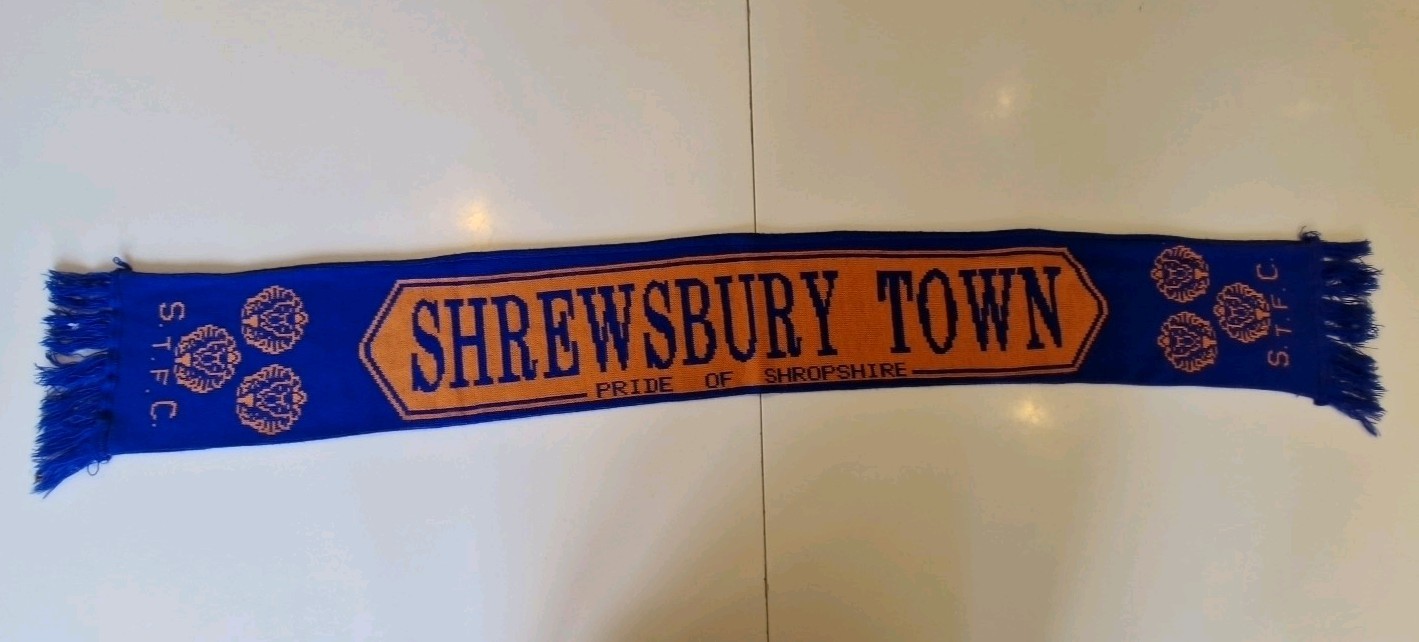 S.T.F.C.
SHREWSBURY TOWN
PRIDE OF SHROPSHIRE
S.T.F.C.